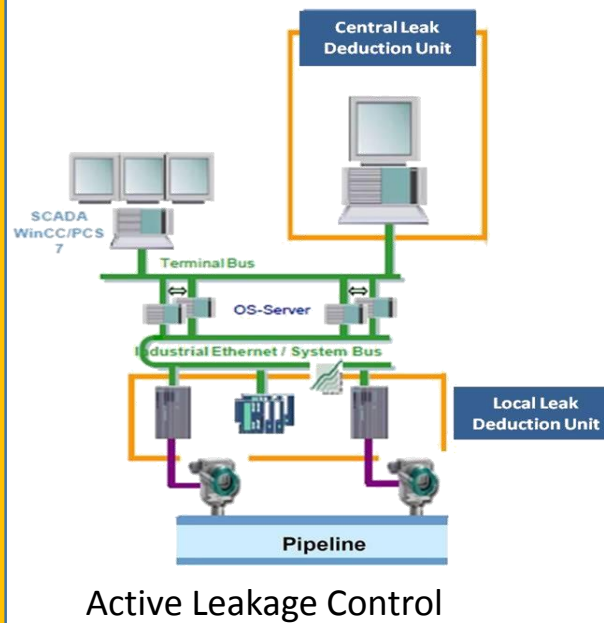 Central Leak
Deduction Unit
SCADA
WinCC/PCS
7
Terminal Bus
OS-Server
Industrial Ethernet / System Bus
Local Leak
Deduction Unit
Pipeline
Active Leakage Control